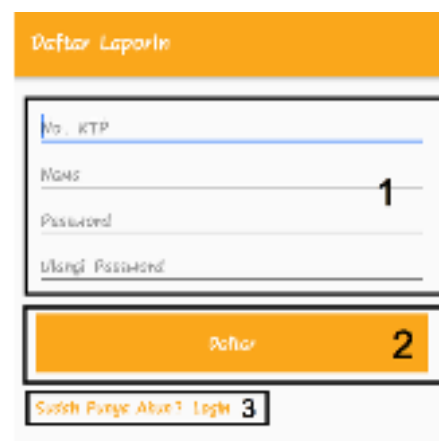 Daftar Laporin
No. KTP
Nama
1
Password
Ulangi Password
Daftar
2
Sudah Punya Akun? Login 3